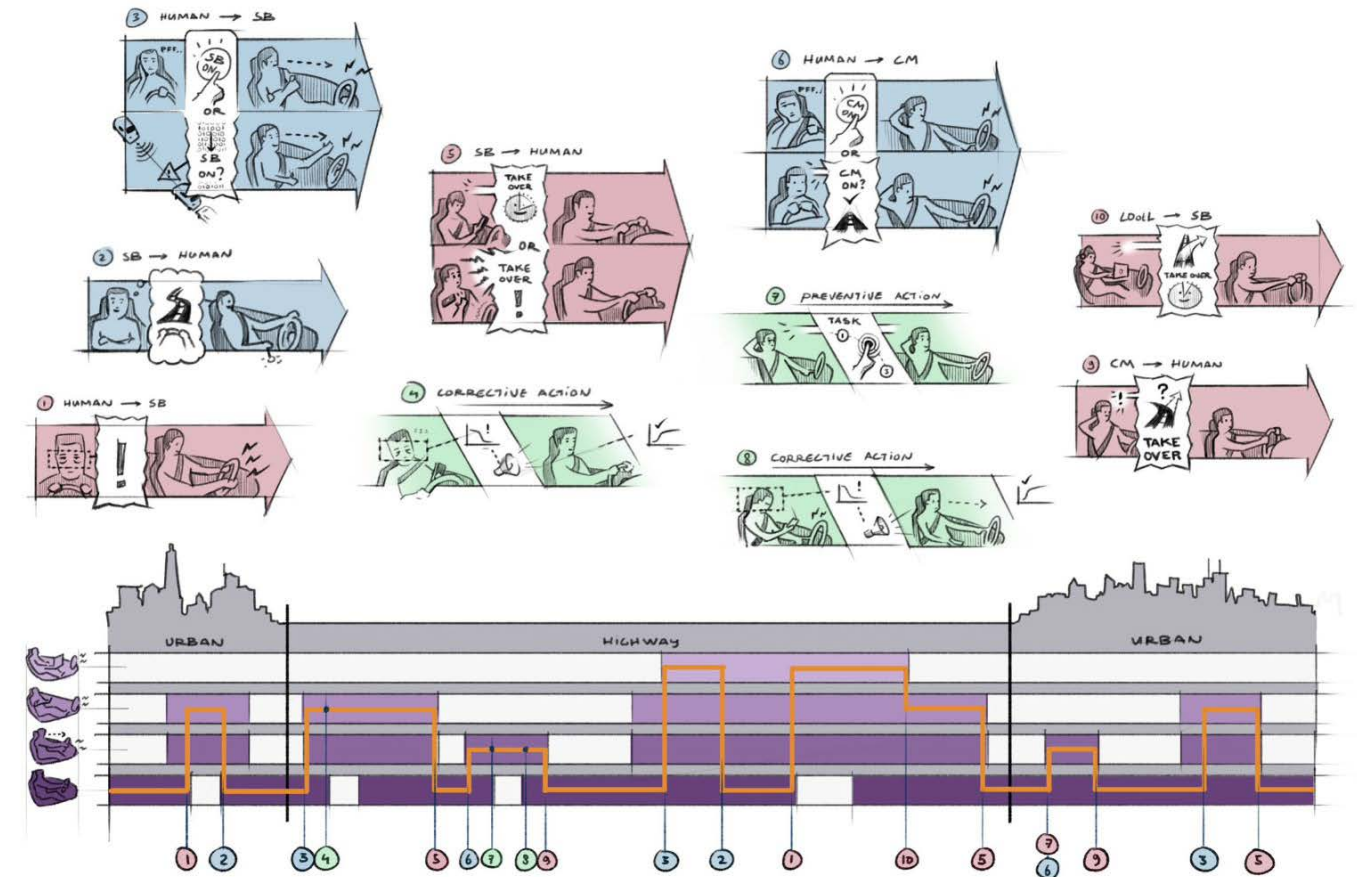 3 HUMAN → SB
PFF..
SB
ON
OR
SB
ON?
2 SB → HUMAN
1 HUMAN → SB
!
5 SB → HUMAN
TAKE
OVER
OR
TAKE
OVER
!
4 CORRECTIVE ACTION
!
6 HUMAN → CM
PFF..
CM
ON
OR
CM
ON?
7 PREVENTIVE ACTION
TASK
1
2
8 CORRECTIVE ACTION
!
10 LDOLL → SB
TAKE OVER
9 CM → HUMAN
!
?
TAKE
OVER
URBAN
HIGHWAY
URBAN
1 2 3 4 5 6 7 8 9 3 2 1 10 5 7 9 3 5
6